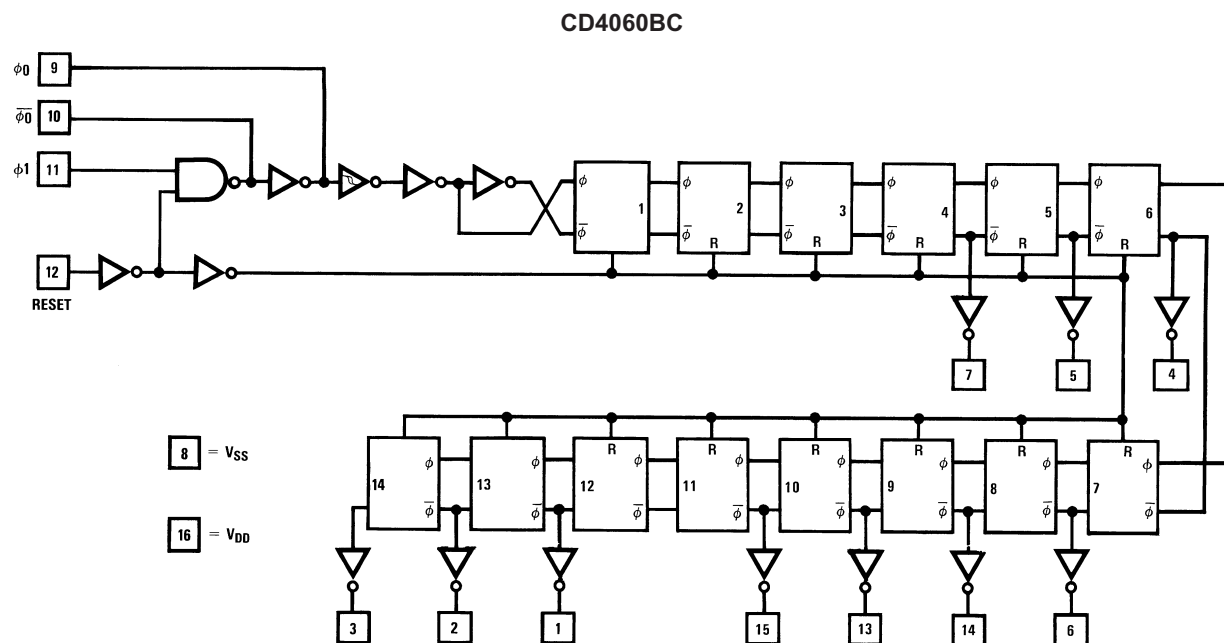 CD4060BC
ϕ0 9
ϕ0̅ 10
ϕ1 11
12
RESET
ϕ
ϕ̅
1 2 3 4 5 6
ϕ̅ ϕ̅ ϕ̅ ϕ̅ ϕ̅
R R R R R
7 5 4
8 = VSS
16 = VDD
R R R R R R
ϕ ϕ ϕ ϕ ϕ ϕ ϕ ϕ
14 13 12 11 10 9 8 7
ϕ̅ ϕ̅ ϕ̅ ϕ̅ ϕ̅ ϕ̅ ϕ̅ ϕ̅
3 2 1 15 13 14 6